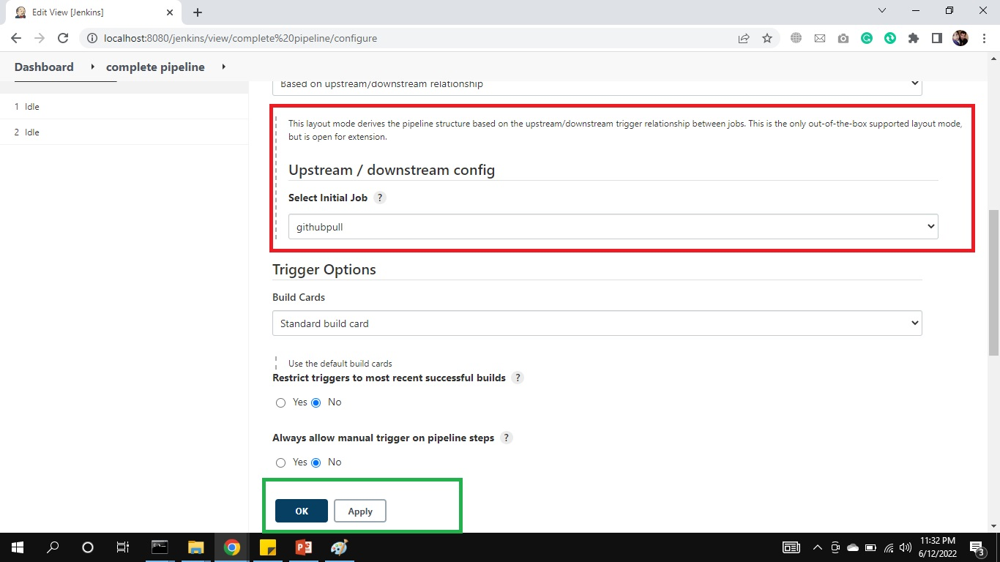 Edit View [Jenkins]
localhost:8080/jenkins/view/complete%20pipeline/configure
Dashboard complete pipeline
1 Idle
2 Idle
Based on upstream/downstream relationship
This layout mode derives the pipeline structure based on the upstream/downstream trigger relationship between jobs. This is the only out-of-the-box supported layout mode,
but is open for extension.
Upstream / downstream config
Select Initial Job ?
githubpull
Trigger Options
Build Cards
Standard build card
Use the default build cards
Restrict triggers to most recent successful builds ?
Yes No
Always allow manual trigger on pipeline steps ?
Yes No
OK Apply
11:32 PM
6/12/2022
3